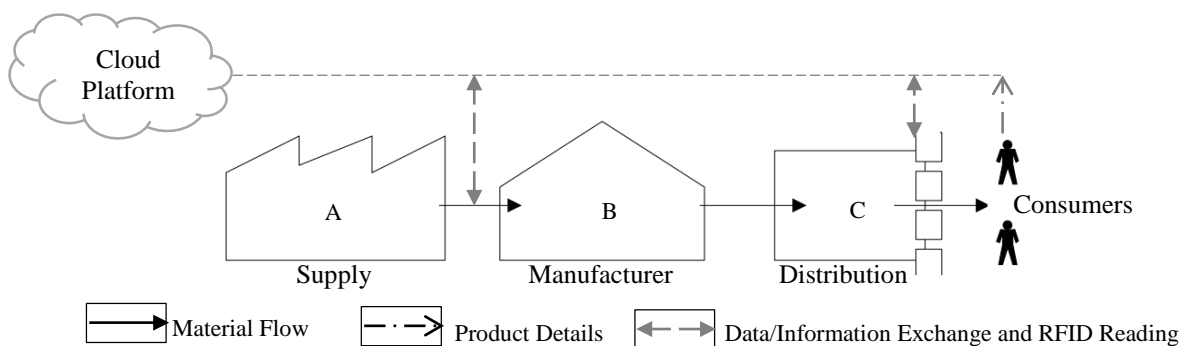 Cloud
Platform
A
B
C
Consumers
Supply
Manufacturer
Distribution
Material Flow
Product Details
Data/Information Exchange and RFID Reading